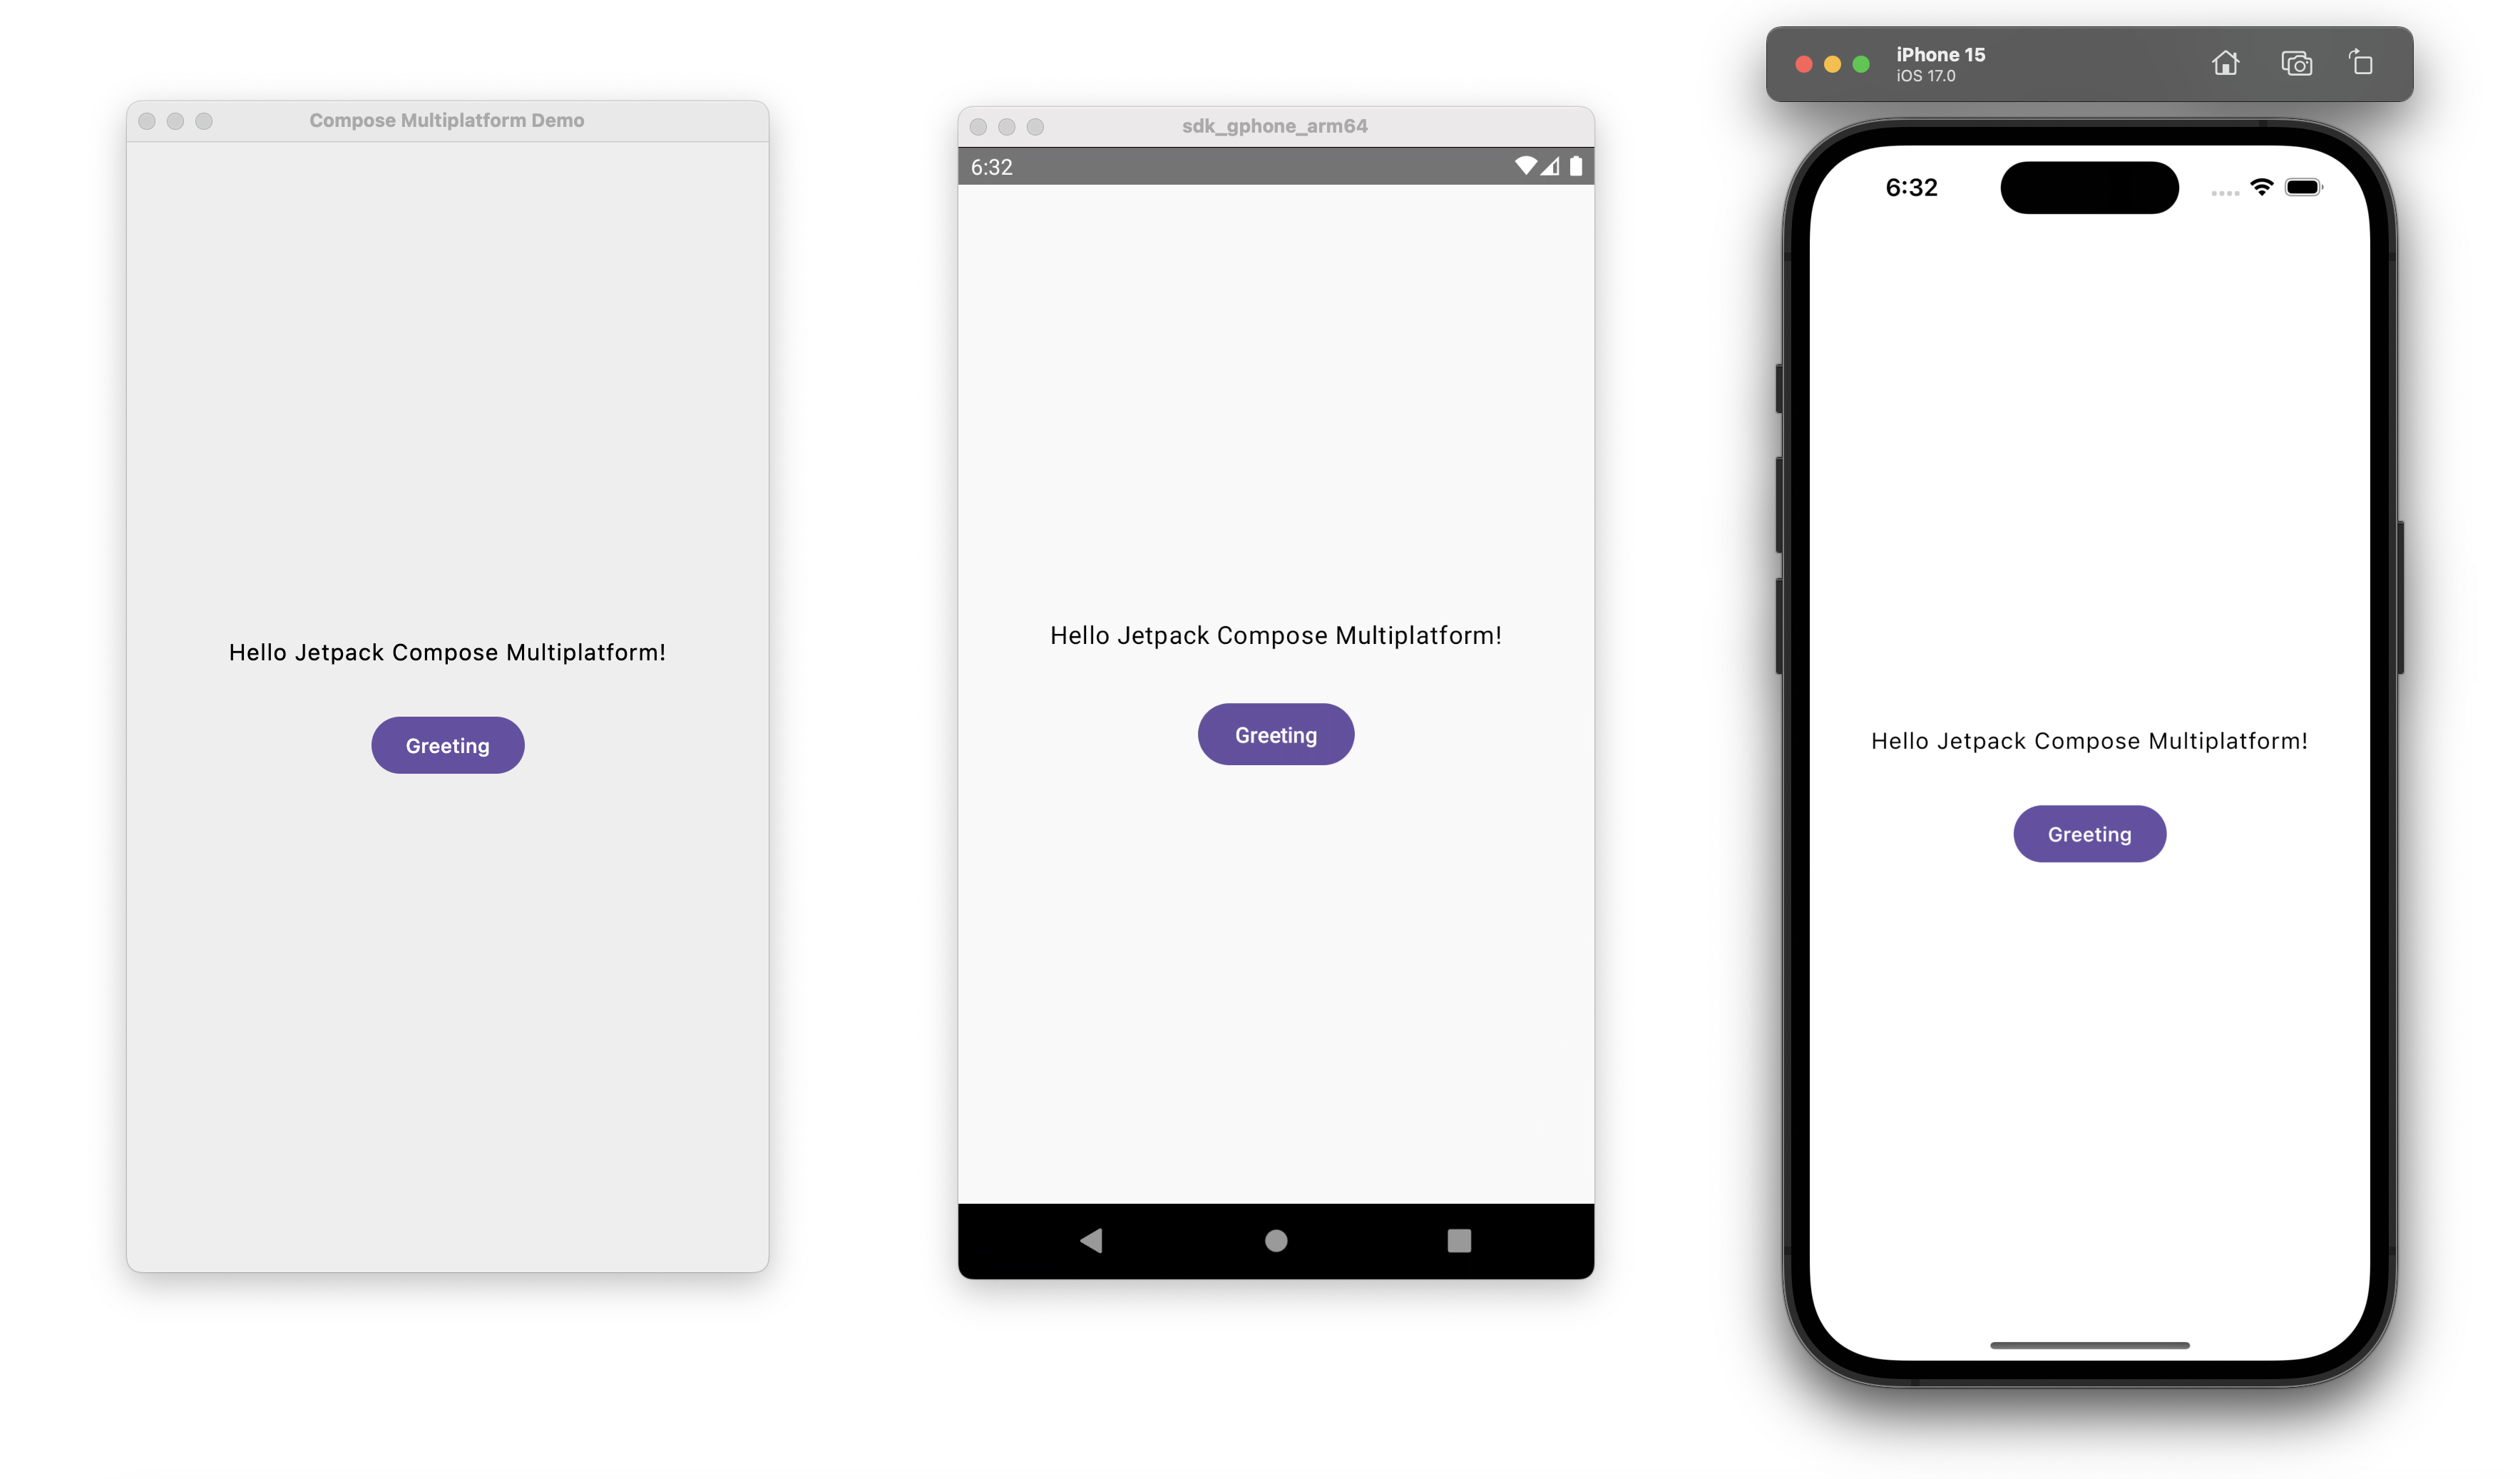 Compose Multiplatform Demo
Hello Jetpack Compose Multiplatform!
Greeting
sdk_gphone_arm64
6:32
Hello Jetpack Compose Multiplatform!
Greeting
iPhone 15
iOS 17.0
6:32
Hello Jetpack Compose Multiplatform!
Greeting